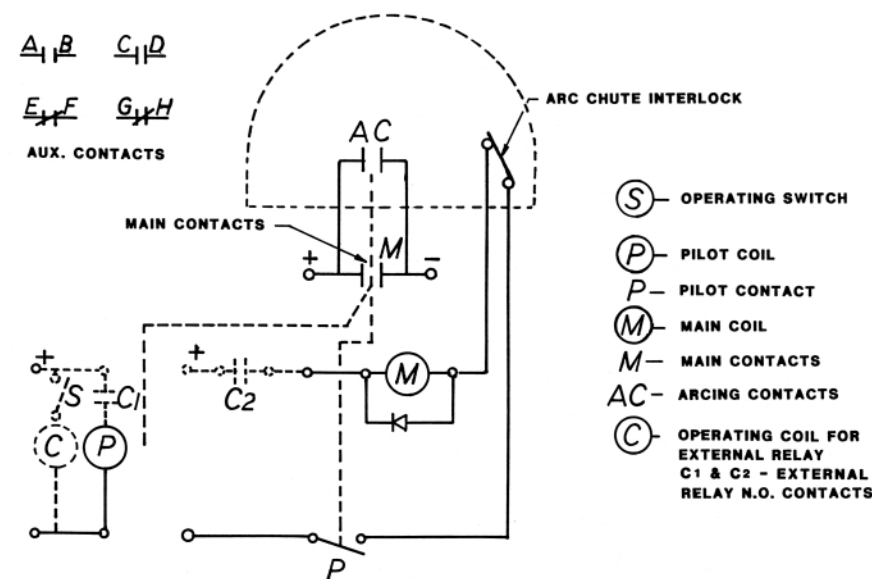 A B C D
E F G H
AUX. CONTACTS
ARC CHUTE INTERLOCK
AC
MAIN CONTACTS
M
+ −
+
S C1
C P
+
C2
M
P
S — OPERATING SWITCH
P — PILOT COIL
P — PILOT CONTACT
M — MAIN COIL
M — MAIN CONTACTS
AC — ARCING CONTACTS
C — OPERATING COIL FOR
EXTERNAL RELAY
C1 & C2 - EXTERNAL
RELAY N.O. CONTACTS